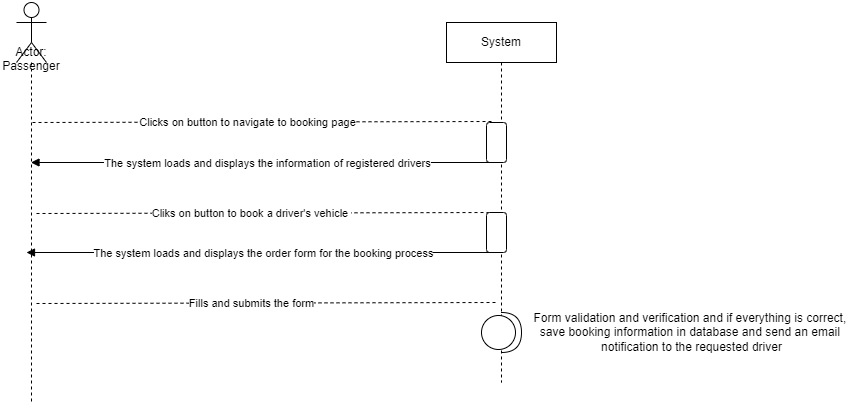 Actor:
Passenger
System
Clicks on button to navigate to booking page
The system loads and displays the information of registered drivers
Cliks on button to book a driver's vehicle
The system loads and displays the order form for the booking process
Fills and submits the form
Form validation and verification and if everything is correct,
save booking information in database and send an email
notification to the requested driver